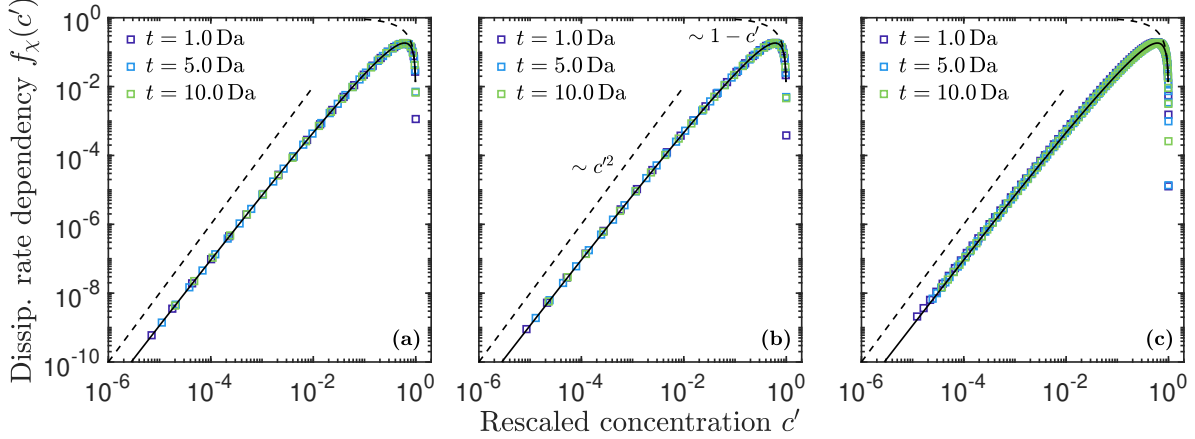 Dissip. rate dependency f_χ(c′)
10^0
10^-2
10^-4
10^-6
10^-8
10^-10
t = 1.0 Da
t = 5.0 Da
t = 10.0 Da
(a)
10^-6
10^-4
10^-2
10^0
t = 1.0 Da
t = 5.0 Da
t = 10.0 Da
∼ 1 − c′
∼ c′^2
(b)
10^-6
10^-4
10^-2
10^0
t = 1.0 Da
t = 5.0 Da
t = 10.0 Da
(c)
10^-6
10^-4
10^-2
10^0
Rescaled concentration c′